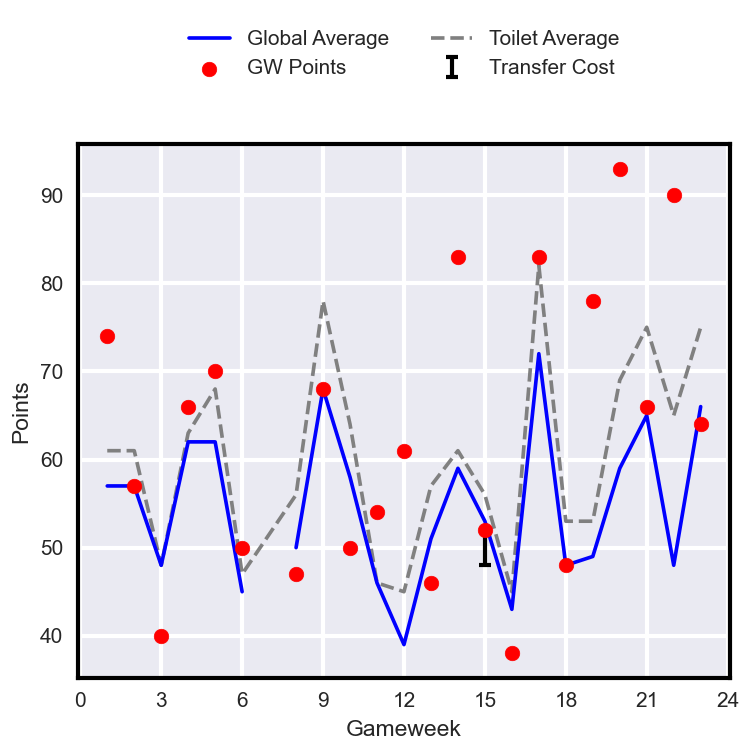 Global Average
Toilet Average
GW Points
Transfer Cost
90
80
70
60
50
40
Points
0 3 6 9 12 15 18 21 24
Gameweek